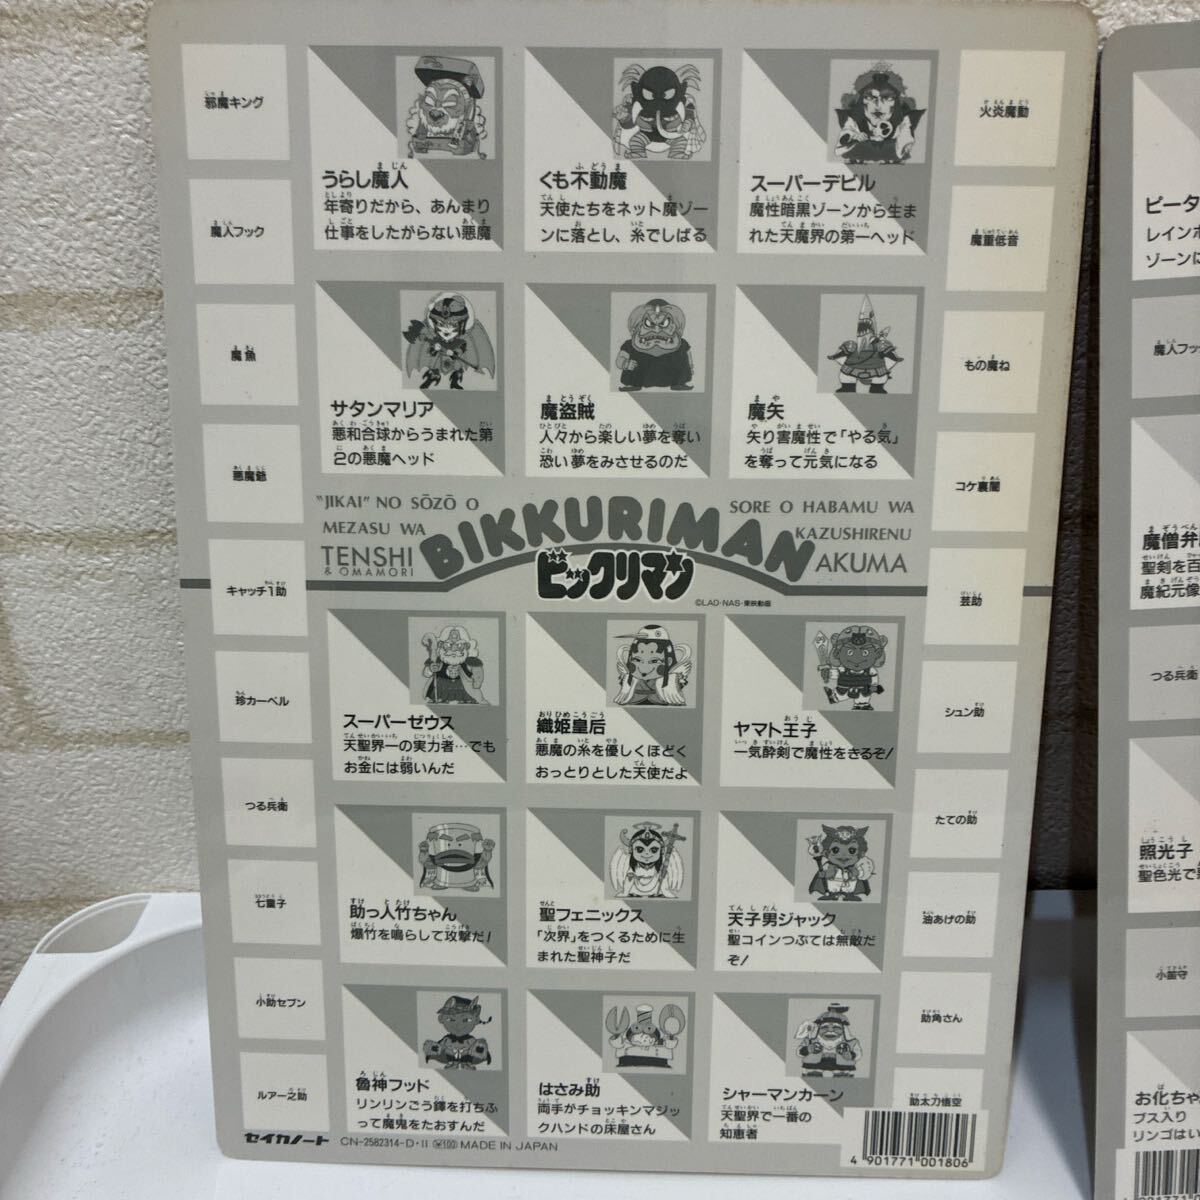 邪魔キング
魔人フック
魔魚
悪魔爺
キャッチ1助
珍カーベル
つる兵衛
七童子
小助セブン
ルアー之助
うらし魔人
年寄りだから、あんまり
仕事をしたがらない悪魔
くも不動魔
天使たちをネット魔ゾー
ンに落とし、糸でしばる
スーパーデビル
魔性暗黒ゾーンから生ま
れた天魔界の第一ヘッド
サタンマリア
悪和合球からうまれた第
2の悪魔ヘッド
魔盗賊
人々から楽しい夢を奪い
恐い夢をみさせるのだ
魔矢
矢り害魔性で「やる気」
を奪って元気になる
"JIKAI" NO SŌZŌ O
MEZASU WA
TENSHI
& OMAMORI
BIKKURIMAN
ビックリマン
SORE O HABAMU WA
KAZUSHIRENU
AKUMA
©LAD・NAS・東映動画
スーパーゼウス
天聖界一の実力者…でも
お金には弱いんだ
織姫皇后
悪魔の糸を優しくほどく
おっとりとした天使だよ
ヤマト王子
一気酔剣で魔性をきるぞ!
助っ人竹ちゃん
爆竹を鳴らして攻撃だ!
聖フェニックス
「次界」をつくるために生
まれた聖神子だ
天子男ジャック
聖コインつぶては無敵だ
ぞ!
魯神フッド
リンリンごう鐸を打ちふ
って魔鬼をたおすんだ
はさみ助
両手がチョッキンマジッ
クハンドの床屋さん
シャーマンカーン
天聖界で一番の
知恵者
火炎魔動
魔重低音
もの魔ね
コケ裏闇
芸助
シュン助
たての助
油あげの助
助角さん
助太刀悟空
セイカノート CN-2582314-D・II ¥100 MADE IN JAPAN
4 901771 001806
ピータ
レインボ
ゾーンに
魔人フック
魔僧弁
聖剣を百
魔紀元像
つる兵衛
照光子
聖色光で
小笛守
お化ちゃ
ブス入り
リンゴはい